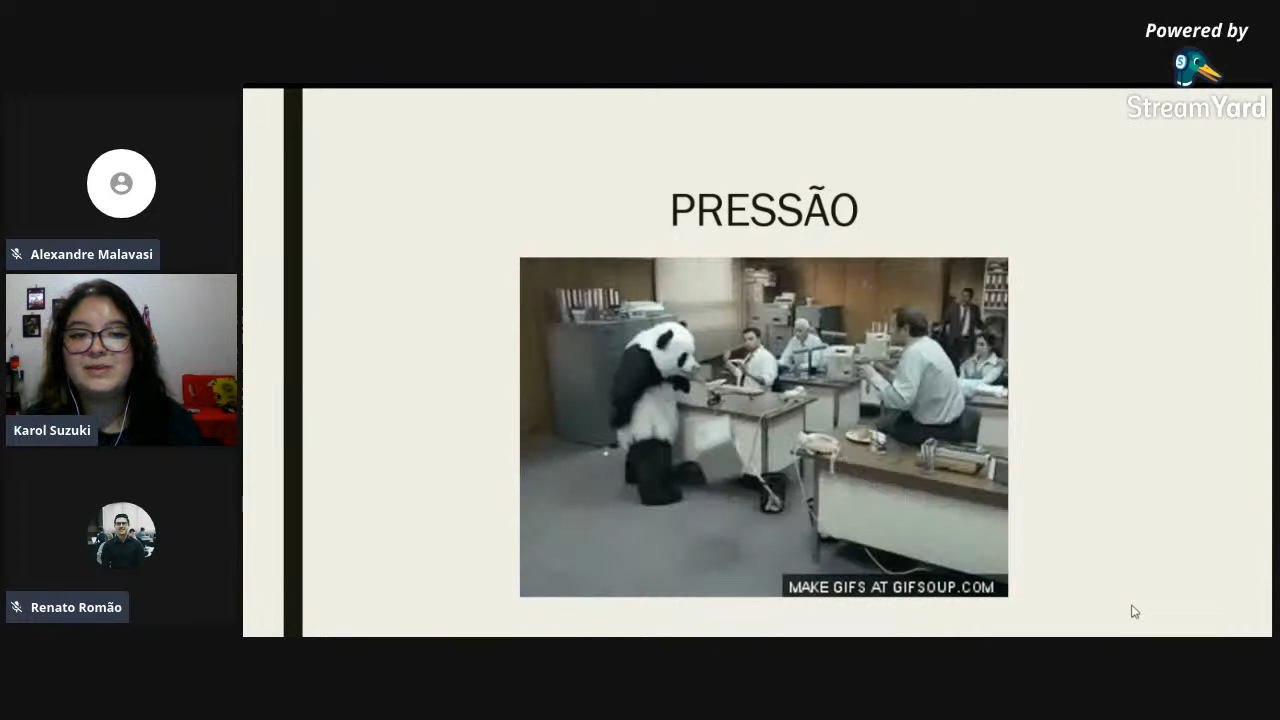 Powered by
StreamYard
Alexandre Malavasi
Karol Suzuki
Renato Romão
PRESSÃO
MAKE GIFS AT GIFSOUP.COM